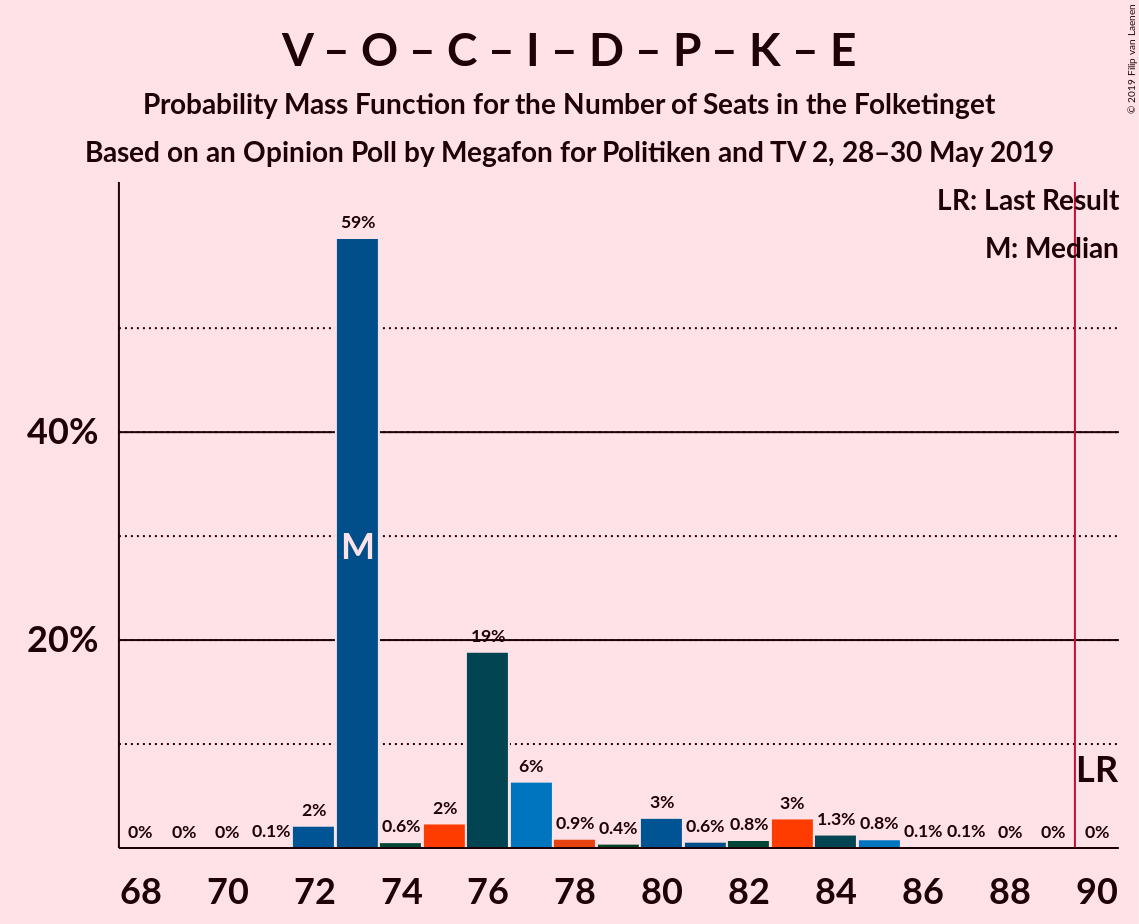 V – O – C – I – D – P – K – E
Probability Mass Function for the Number of Seats in the Folketinget
Based on an Opinion Poll by Megafon for Politiken and TV 2, 28–30 May 2019
© 2019 Filip van Laenen
LR: Last Result
M: Median
59%
40%
M
20%
19%
LR
0% 0% 0% 0.1% 2% 0.6% 2% 6% 0.9% 0.4% 3% 0.6% 0.8% 3% 1.3% 0.8% 0.1% 0.1% 0% 0% 0%
68 70 72 74 76 78 80 82 84 86 88 90